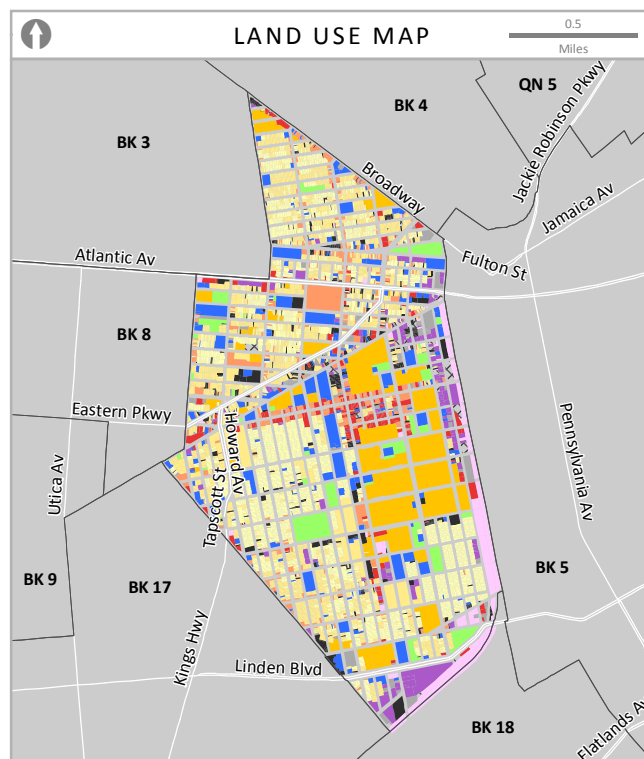 LAND USE MAP
0.5
Miles
QN 5
BK 4
BK 3
Jackie Robinson Pkwy
Broadway
Jamaica Av
Atlantic Av
Fulton St
BK 8
Eastern Pkwy
Howard Av
Pennsylvania Av
Utica Av
Tapscott St
BK 9
BK 17
BK 5
Kings Hwy
Linden Blvd
BK 18
Flatlands Av